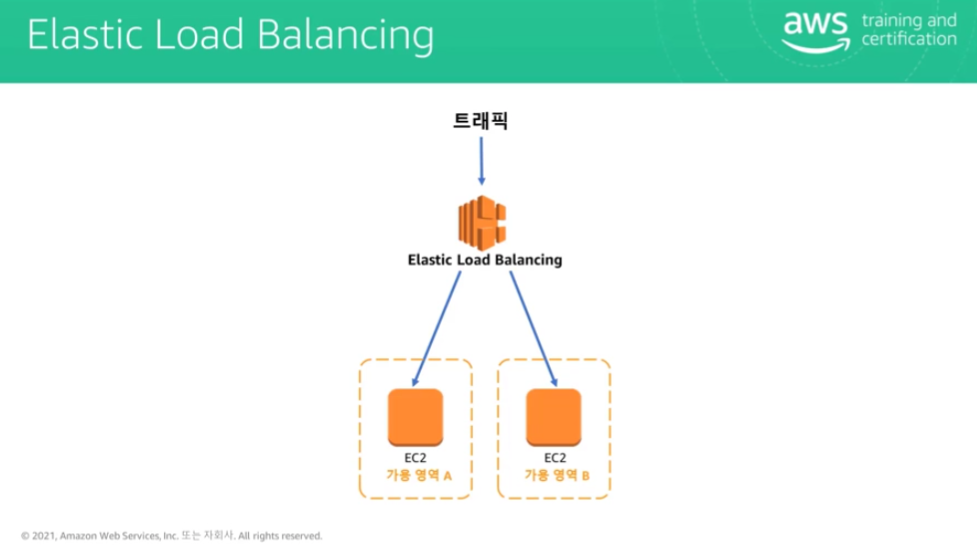 Elastic Load Balancing
aws
training and
certification
트래픽
Elastic Load Balancing
EC2
가용 영역 A
EC2
가용 영역 B
© 2021, Amazon Web Services, Inc. 또는 자회사. All rights reserved.